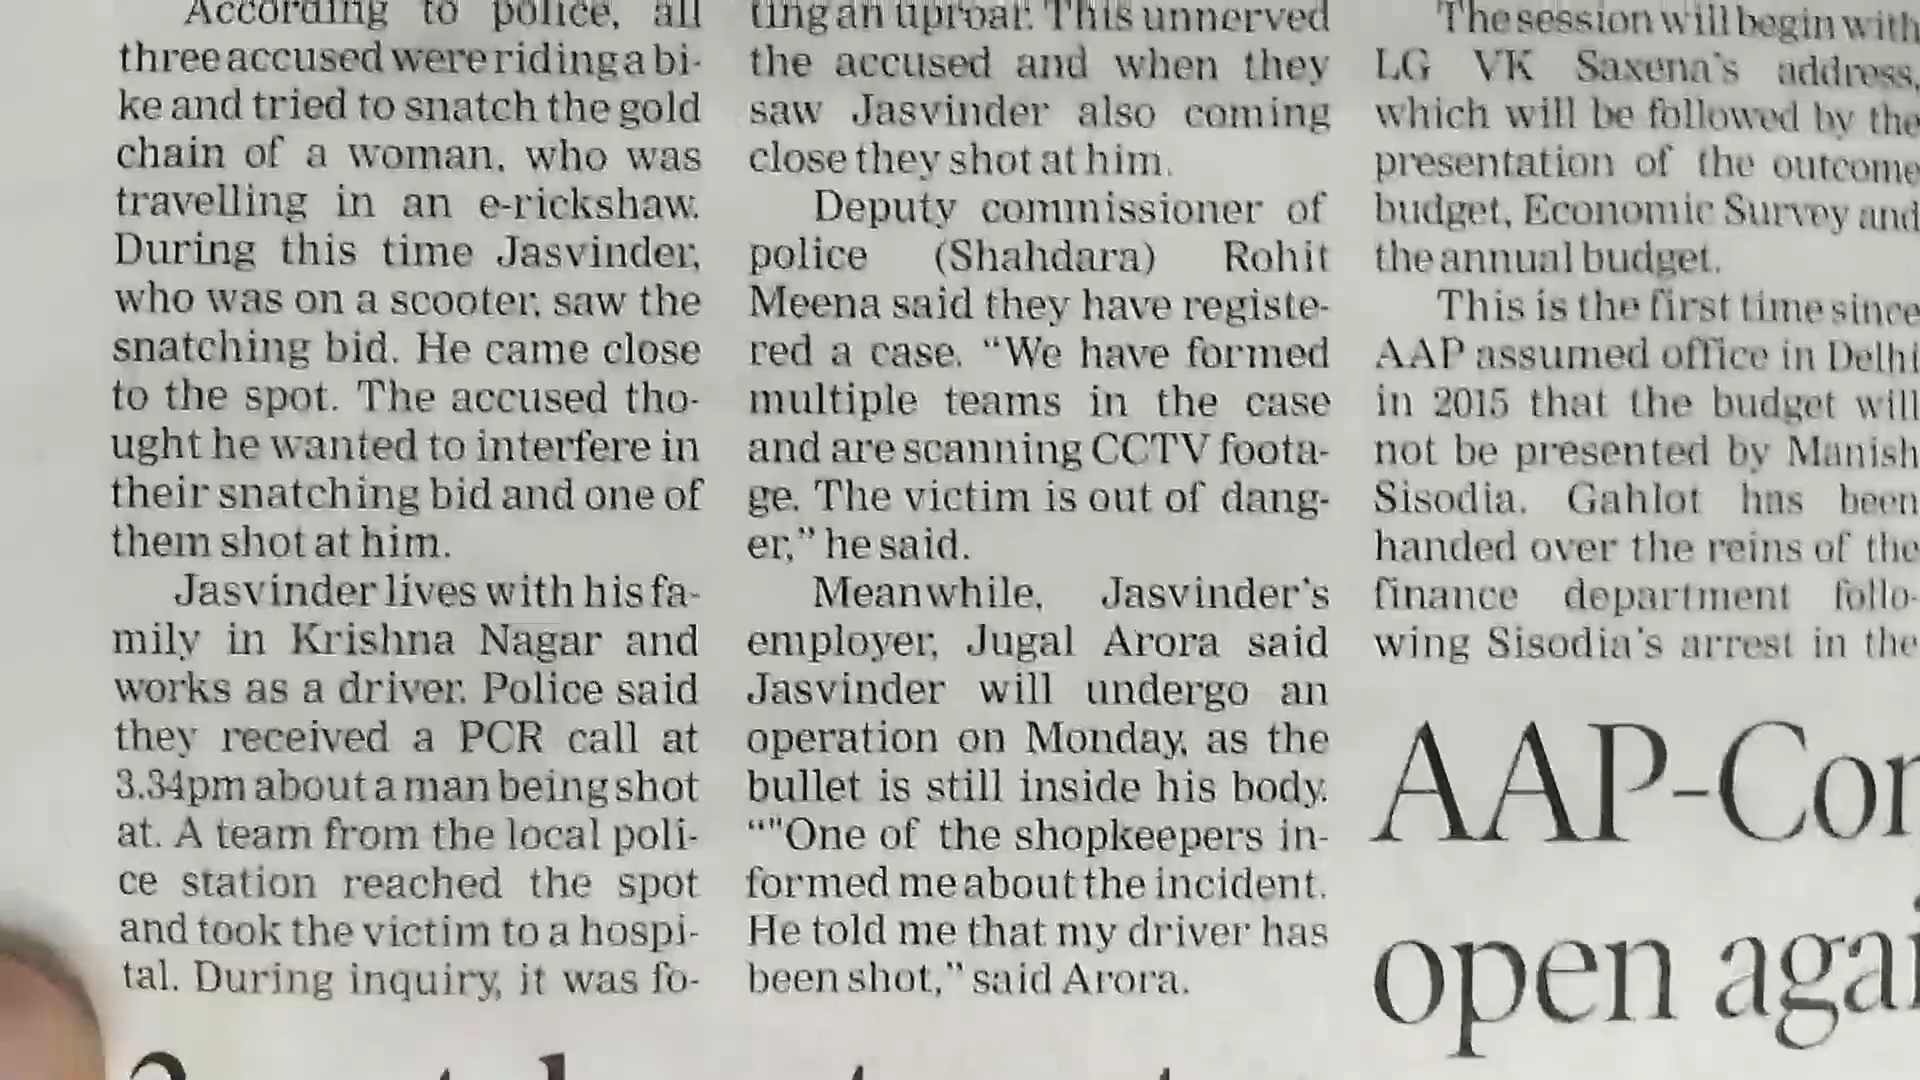 According to police, all
three accused were riding a bi-
ke and tried to snatch the gold
chain of a woman, who was
travelling in an e-rickshaw.
During this time Jasvinder,
who was on a scooter, saw the
snatching bid. He came close
to the spot. The accused tho-
ught he wanted to interfere in
their snatching bid and one of
them shot at him.
Jasvinder lives with his fa-
mily in Krishna Nagar and
works as a driver. Police said
they received a PCR call at
3.34pm about a man being shot
at. A team from the local poli-
ce station reached the spot
and took the victim to a hospi-
tal. During inquiry, it was fo-
ting an uproar. This unnerved
the accused and when they
saw Jasvinder also coming
close they shot at him.
Deputy commissioner of
police (Shahdara) Rohit
Meena said they have registe-
red a case. “We have formed
multiple teams in the case
and are scanning CCTV foota-
ge. The victim is out of dang-
er,” he said.
Meanwhile, Jasvinder’s
employer, Jugal Arora said
Jasvinder will undergo an
operation on Monday, as the
bullet is still inside his body.
“"One of the shopkeepers in-
formed me about the incident.
He told me that my driver has
been shot,” said Arora.
The session will begin with
LG VK Saxena’s address,
which will be followed by the
presentation of the outcome
budget, Economic Survey and
the annual budget.
This is the first time since
AAP assumed office in Delhi
in 2015 that the budget will
not be presented by Manish
Sisodia. Gahlot has been
handed over the reins of the
finance department follo-
wing Sisodia’s arrest in the
AAP-Con
open agai